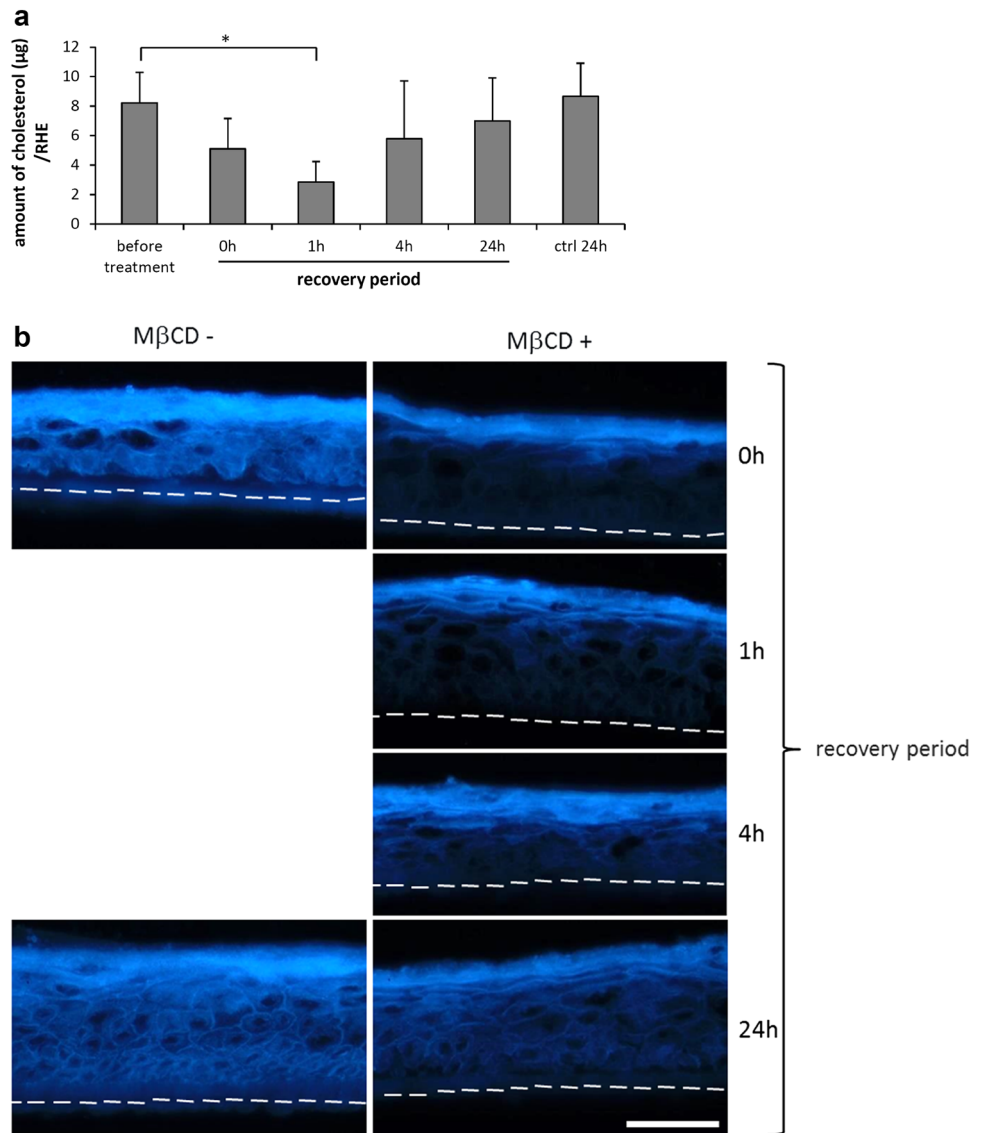 a
amount of cholesterol (µg)
/RHE
12
10
8
6
4
2
0
*
before
treatment
0h
1h
4h
24h
ctrl 24h
recovery period
b
MβCD -
MβCD +
0h
1h
4h
24h
recovery period